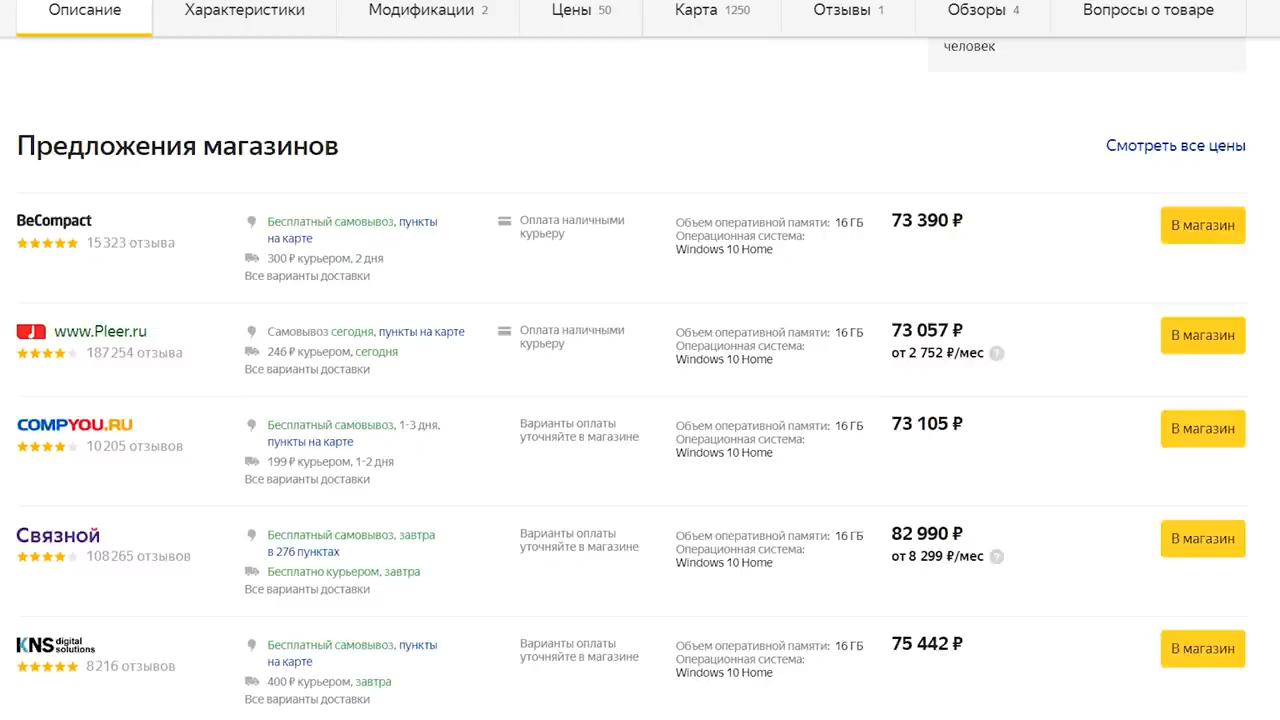 Описание Характеристики Модификации 2 Цены 50 Карта 1250 Отзывы 1 Обзоры 4 Вопросы о товаре
человек
Предложения магазинов
Смотреть все цены
BeCompact
15 323 отзыва
Бесплатный самовывоз, пункты
на карте
300 ₽ курьером, 2 дня
Все варианты доставки
Оплата наличными
курьеру
Объем оперативной памяти: 16 ГБ
Операционная система:
Windows 10 Home
73 390 ₽
В магазин
www.Pleer.ru
187 254 отзыва
Самовывоз сегодня, пункты на карте
246 ₽ курьером, сегодня
Все варианты доставки
Оплата наличными
курьеру
Объем оперативной памяти: 16 ГБ
Операционная система:
Windows 10 Home
73 057 ₽
от 2 752 ₽/мес ?
В магазин
COMPYOU.RU
10 205 отзывов
Бесплатный самовывоз, 1-3 дня,
пункты на карте
199 ₽ курьером, 1-2 дня
Все варианты доставки
Варианты оплаты
уточняйте в магазине
Объем оперативной памяти: 16 ГБ
Операционная система:
Windows 10 Home
73 105 ₽
В магазин
Связной
108 265 отзывов
Бесплатный самовывоз, завтра
в 276 пунктах
Бесплатно курьером, завтра
Все варианты доставки
Варианты оплаты
уточняйте в магазине
Объем оперативной памяти: 16 ГБ
Операционная система:
Windows 10 Home
82 990 ₽
от 8 299 ₽/мес ?
В магазин
KNS digital
solutions
8 216 отзывов
Бесплатный самовывоз, пункты
на карте
400 ₽ курьером, завтра
Все варианты доставки
Варианты оплаты
уточняйте в магазине
Объем оперативной памяти: 16 ГБ
Операционная система:
Windows 10 Home
75 442 ₽
В магазин